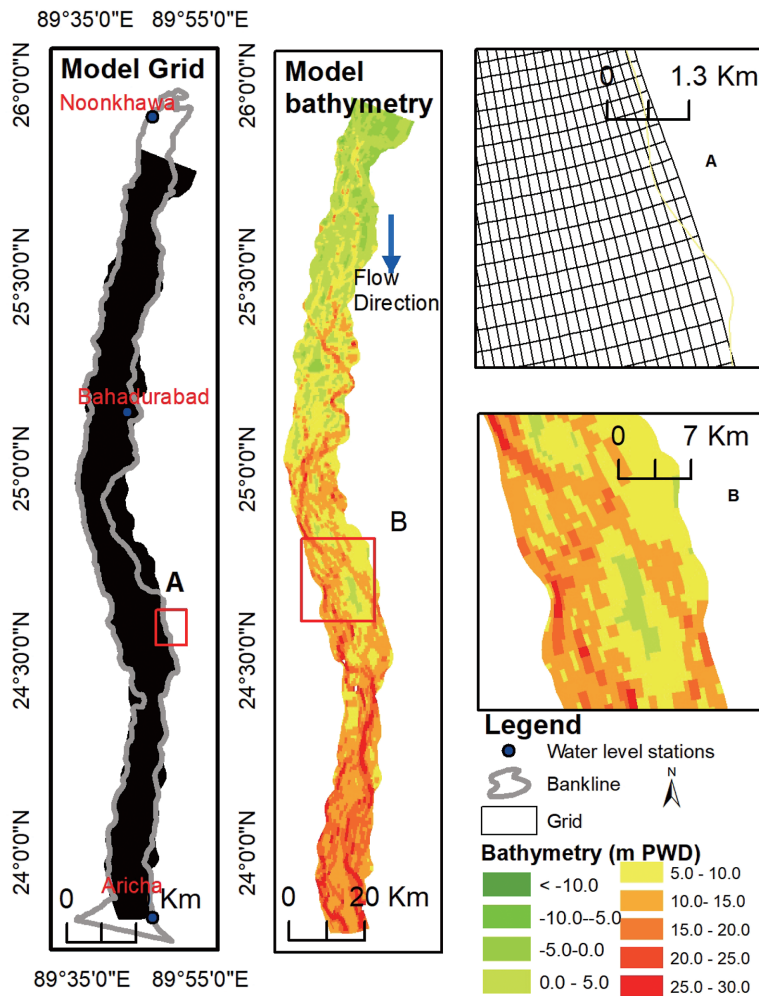 89°35'0"E 89°55'0"E
Model Grid
Noonkhawa
Bahadurabad
A
Aricha
0 Km
89°35'0"E 89°55'0"E
26°0'0"N
25°30'0"N
25°0'0"N
24°30'0"N
24°0'0"N
Model
bathymetry
Flow
Direction
B
0 20 Km
26°0'0"N
25°30'0"N
25°0'0"N
24°30'0"N
24°0'0"N
0 1.3 Km
A
0 7 Km
B
Legend
Water level stations
Bankline
N
Grid
Bathymetry (m PWD)
< -10.0
-10.0--5.0
-5.0-0.0
0.0 - 5.0
5.0 - 10.0
10.0- 15.0
15.0 - 20.0
20.0 - 25.0
25.0 - 30.0